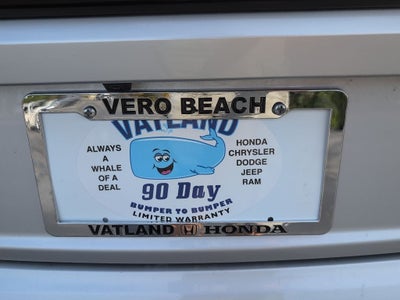 VERO BEACH
VATLAND
ALWAYS
A
WHALE
OF A
DEAL
HONDA
CHRYSLER
DODGE
JEEP
RAM
90 Day
BUMPER TO BUMPER
LIMITED WARRANTY
VATLAND HONDA